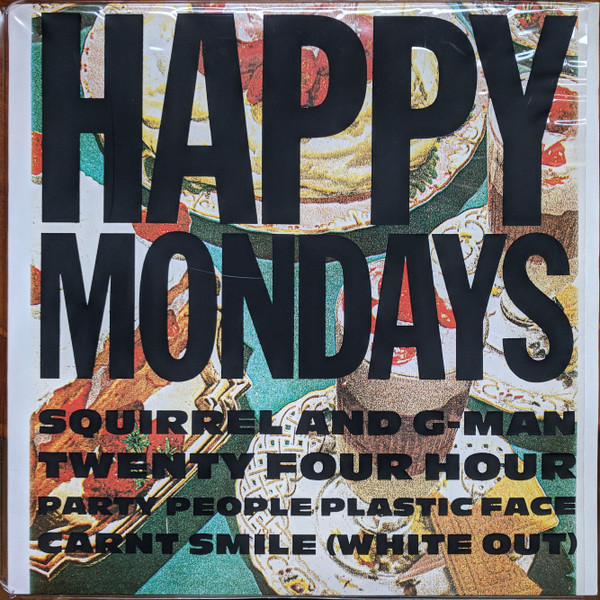 HAPPY
MONDAYS
SQUIRREL AND G-MAN
TWENTY FOUR HOUR
PARTY PEOPLE PLASTIC FACE
CARNT SMILE (WHITE OUT)